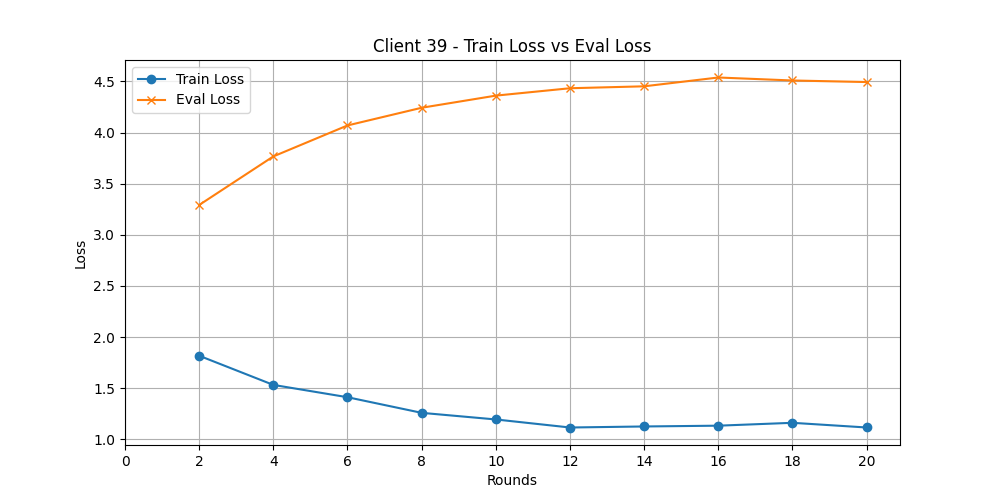 Client 39 - Train Loss vs Eval Loss
Train Loss
Eval Loss
Loss
4.5
4.0
3.5
3.0
2.5
2.0
1.5
1.0
0 2 4 6 8 10 12 14 16 18 20
Rounds